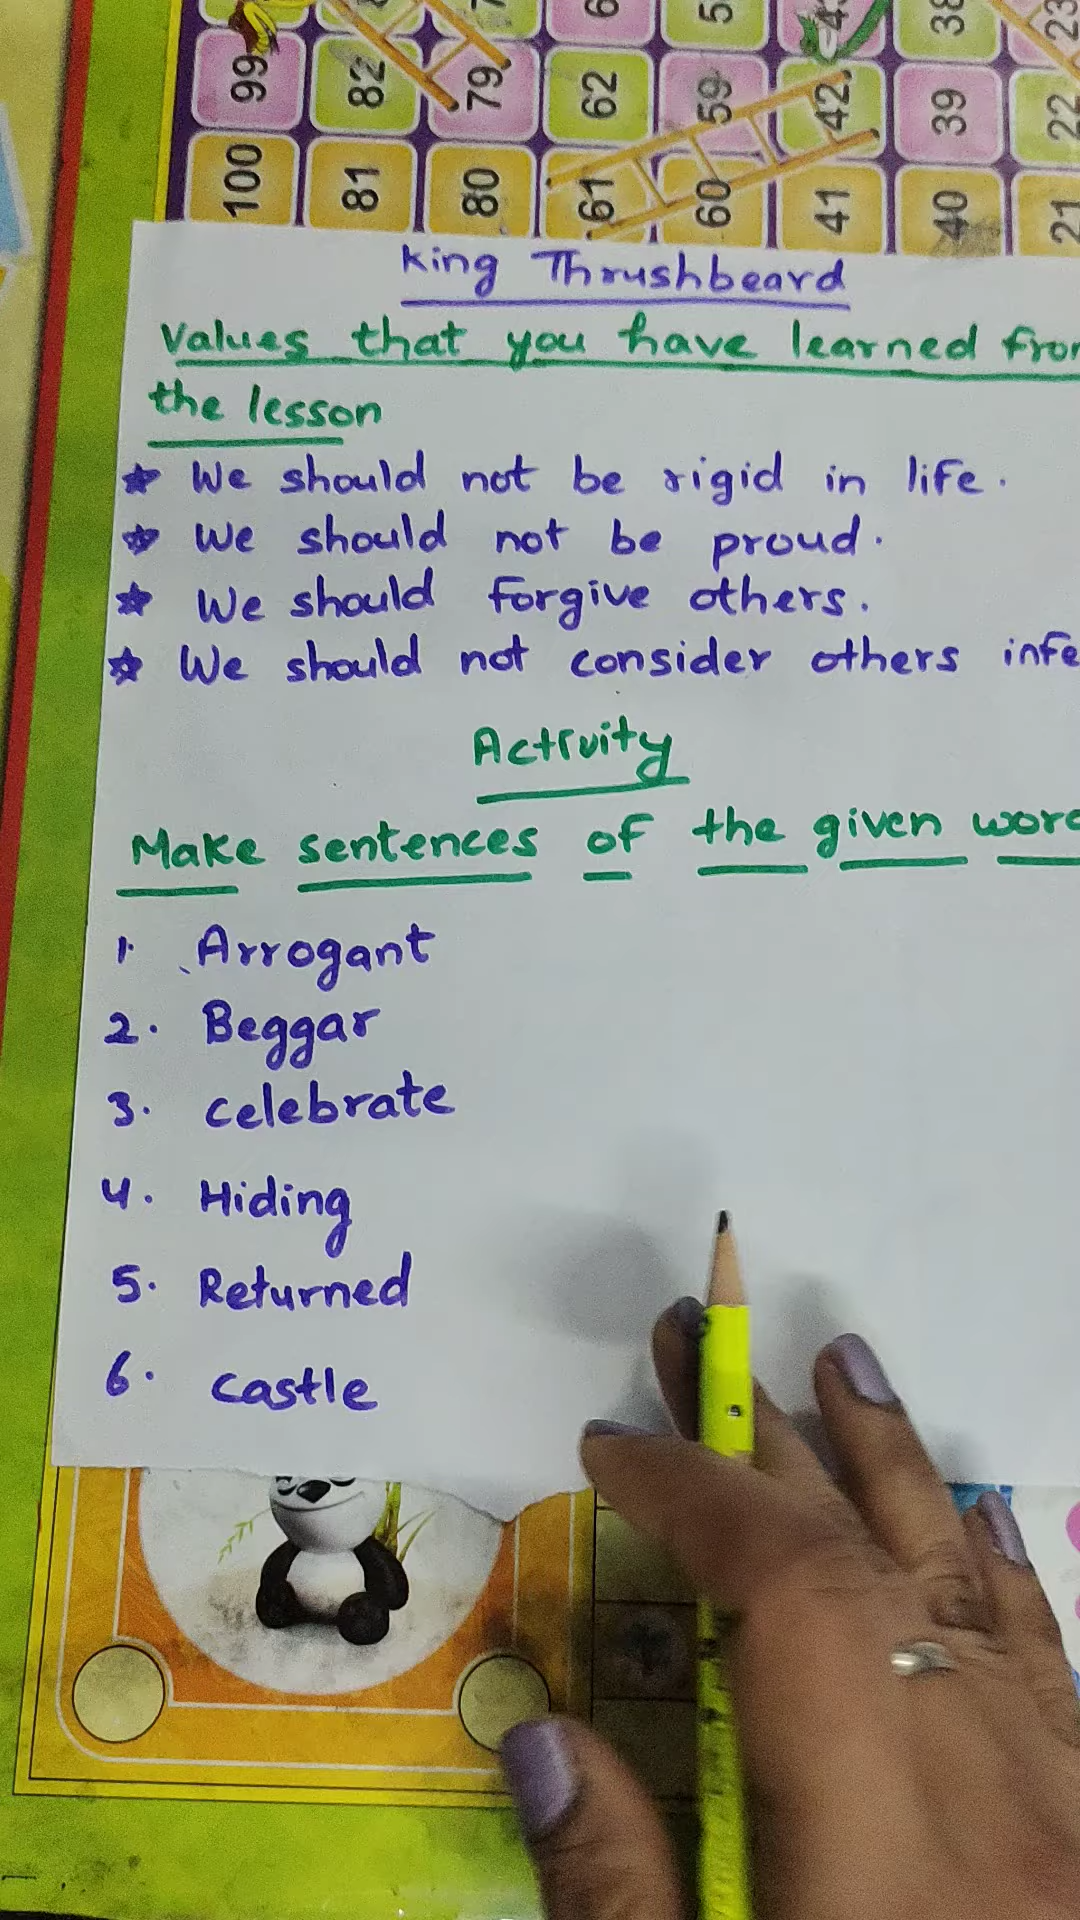 99 82 79 62 59 42 39 22
100 81 80 61 60 41 40 21
King Thrushbeard
Values that you have learned from
the lesson
We should not be rigid in life.
We should not be proud.
We should forgive others.
We should not consider others infe
Activity
Make sentences of the given word
1. Arrogant
2. Beggar
3. celebrate
4. Hiding
5. Returned
6. castle